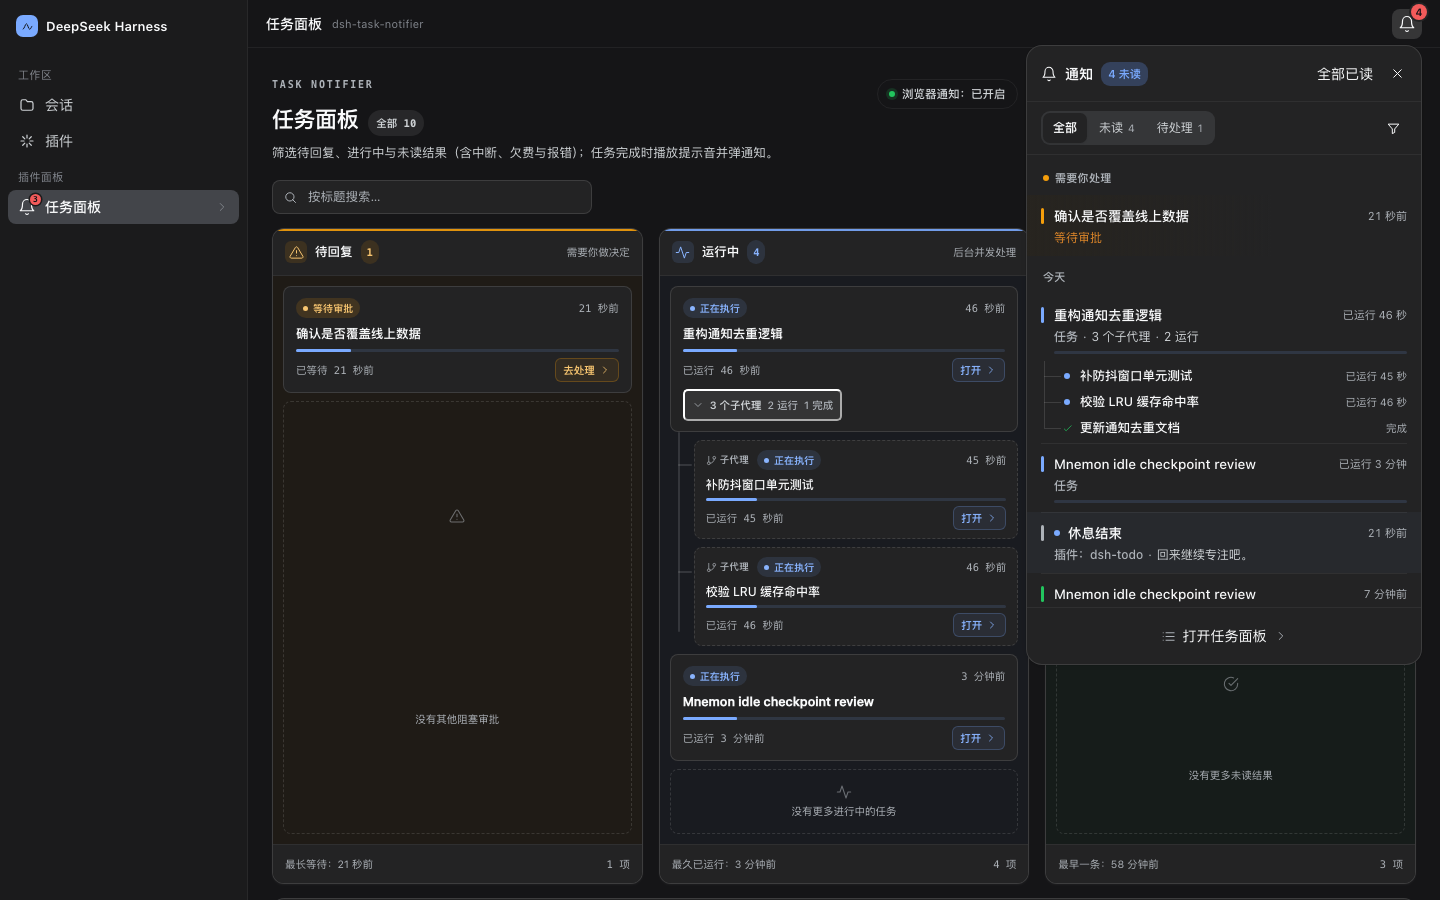 DeepSeek Harness
工作区
会话
插件
插件面板
3
任务面板
任务面板 dsh-task-notifier
4
TASK NOTIFIER
任务面板 全部 10
浏览器通知：已开启
筛选待回复、进行中与未读结果（含中断、欠费与报错）；任务完成时播放提示音并弹通知。
按标题搜索...
待回复 1 需要你做决定
等待审批 21 秒前
确认是否覆盖线上数据
已等待 21 秒前 去处理
没有其他阻塞审批
最长等待：21 秒前 1 项
运行中 4 后台并发处理
正在执行 46 秒前
重构通知去重逻辑
已运行 46 秒前 打开
3 个子代理 2 运行 1 完成
子代理 正在执行 45 秒前
补防抖窗口单元测试
已运行 45 秒前 打开
子代理 正在执行 46 秒前
校验 LRU 缓存命中率
已运行 46 秒前 打开
正在执行 3 分钟前
Mnemon idle checkpoint review
已运行 3 分钟前 打开
没有更多进行中的任务
最久已运行：3 分钟前 4 项
通知 4 未读 全部已读
全部 未读 4 待处理 1
需要你处理
确认是否覆盖线上数据 21 秒前
等待审批
今天
重构通知去重逻辑 已运行 46 秒
任务 · 3 个子代理 · 2 运行
补防抖窗口单元测试 已运行 45 秒
校验 LRU 缓存命中率 已运行 46 秒
更新通知去重文档 完成
Mnemon idle checkpoint review 已运行 3 分钟
任务
休息结束 21 秒前
插件：dsh-todo · 回来继续专注吧。
Mnemon idle checkpoint review 7 分钟前
打开任务面板
没有更多未读结果
最早一条：58 分钟前 3 项